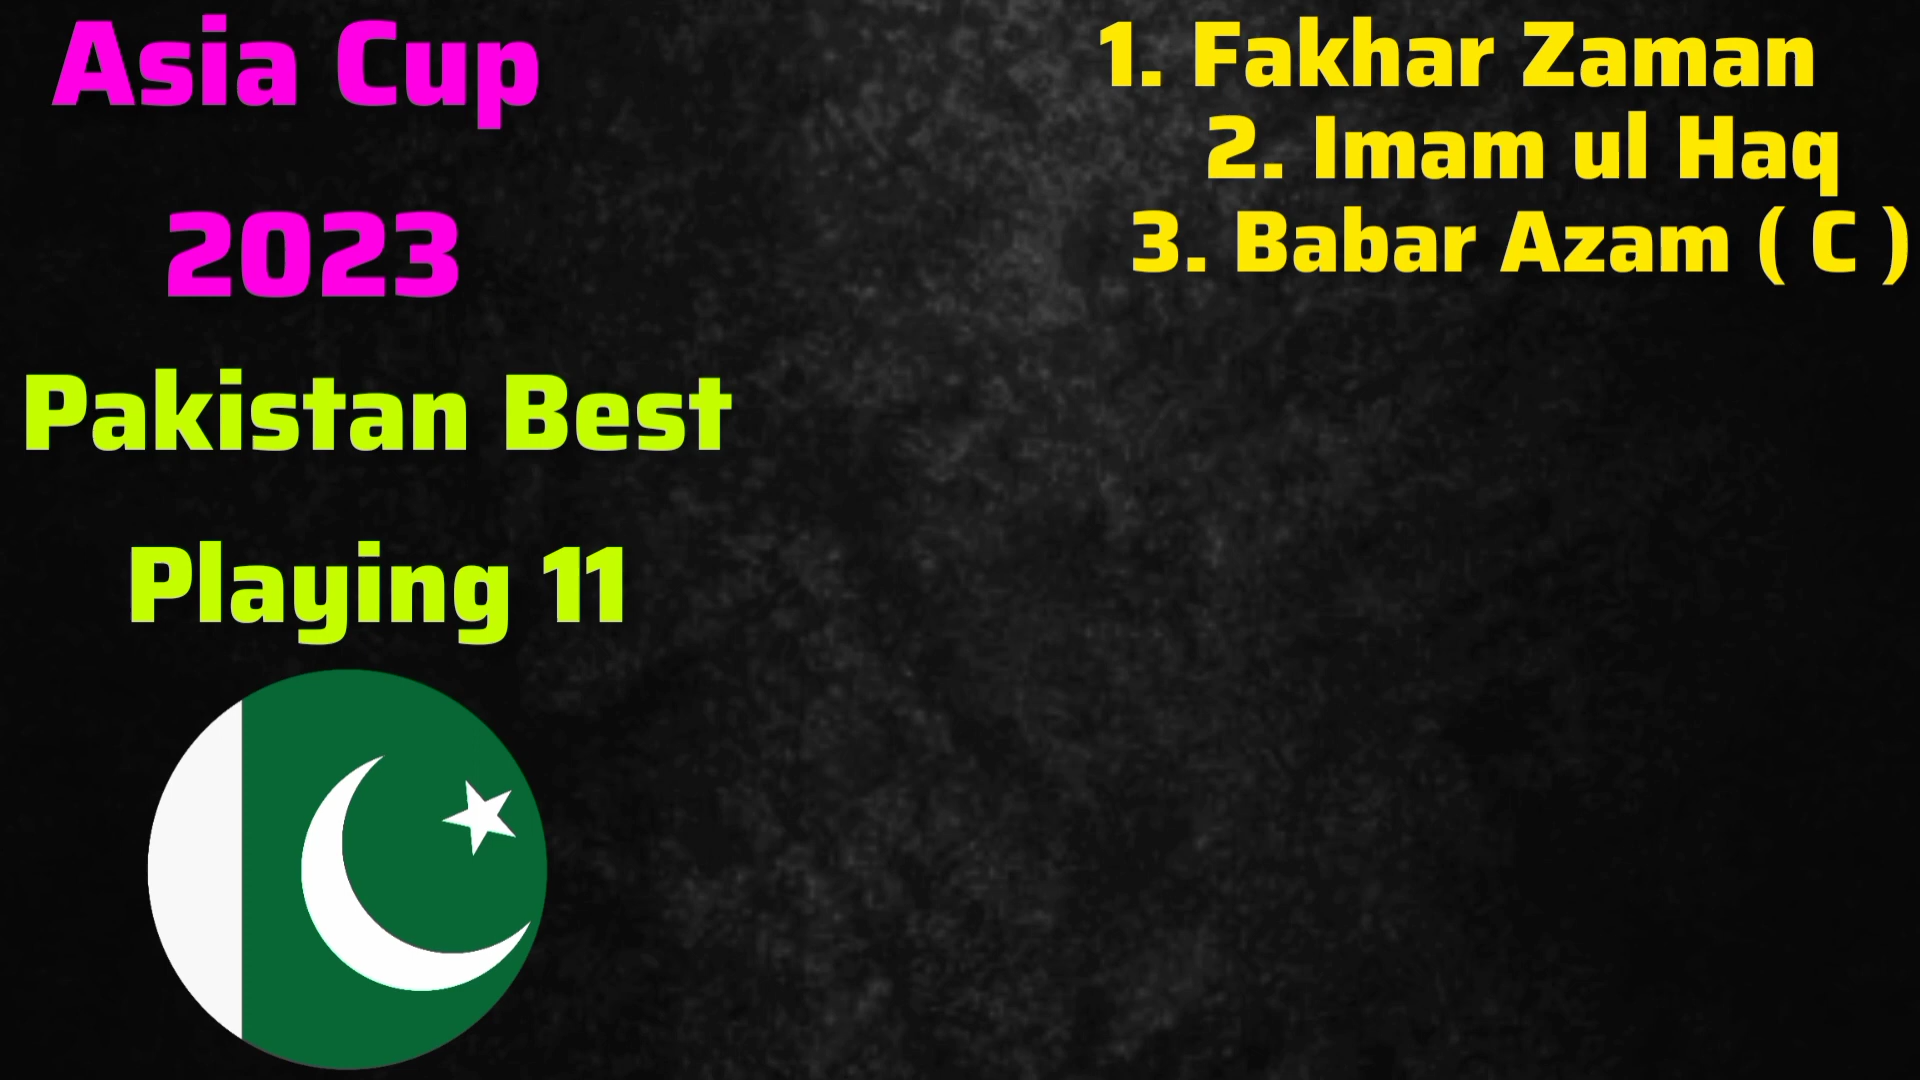 Asia Cup
2023
Pakistan Best
Playing 11
1. Fakhar Zaman
2. Imam ul Haq
3. Babar Azam ( C )